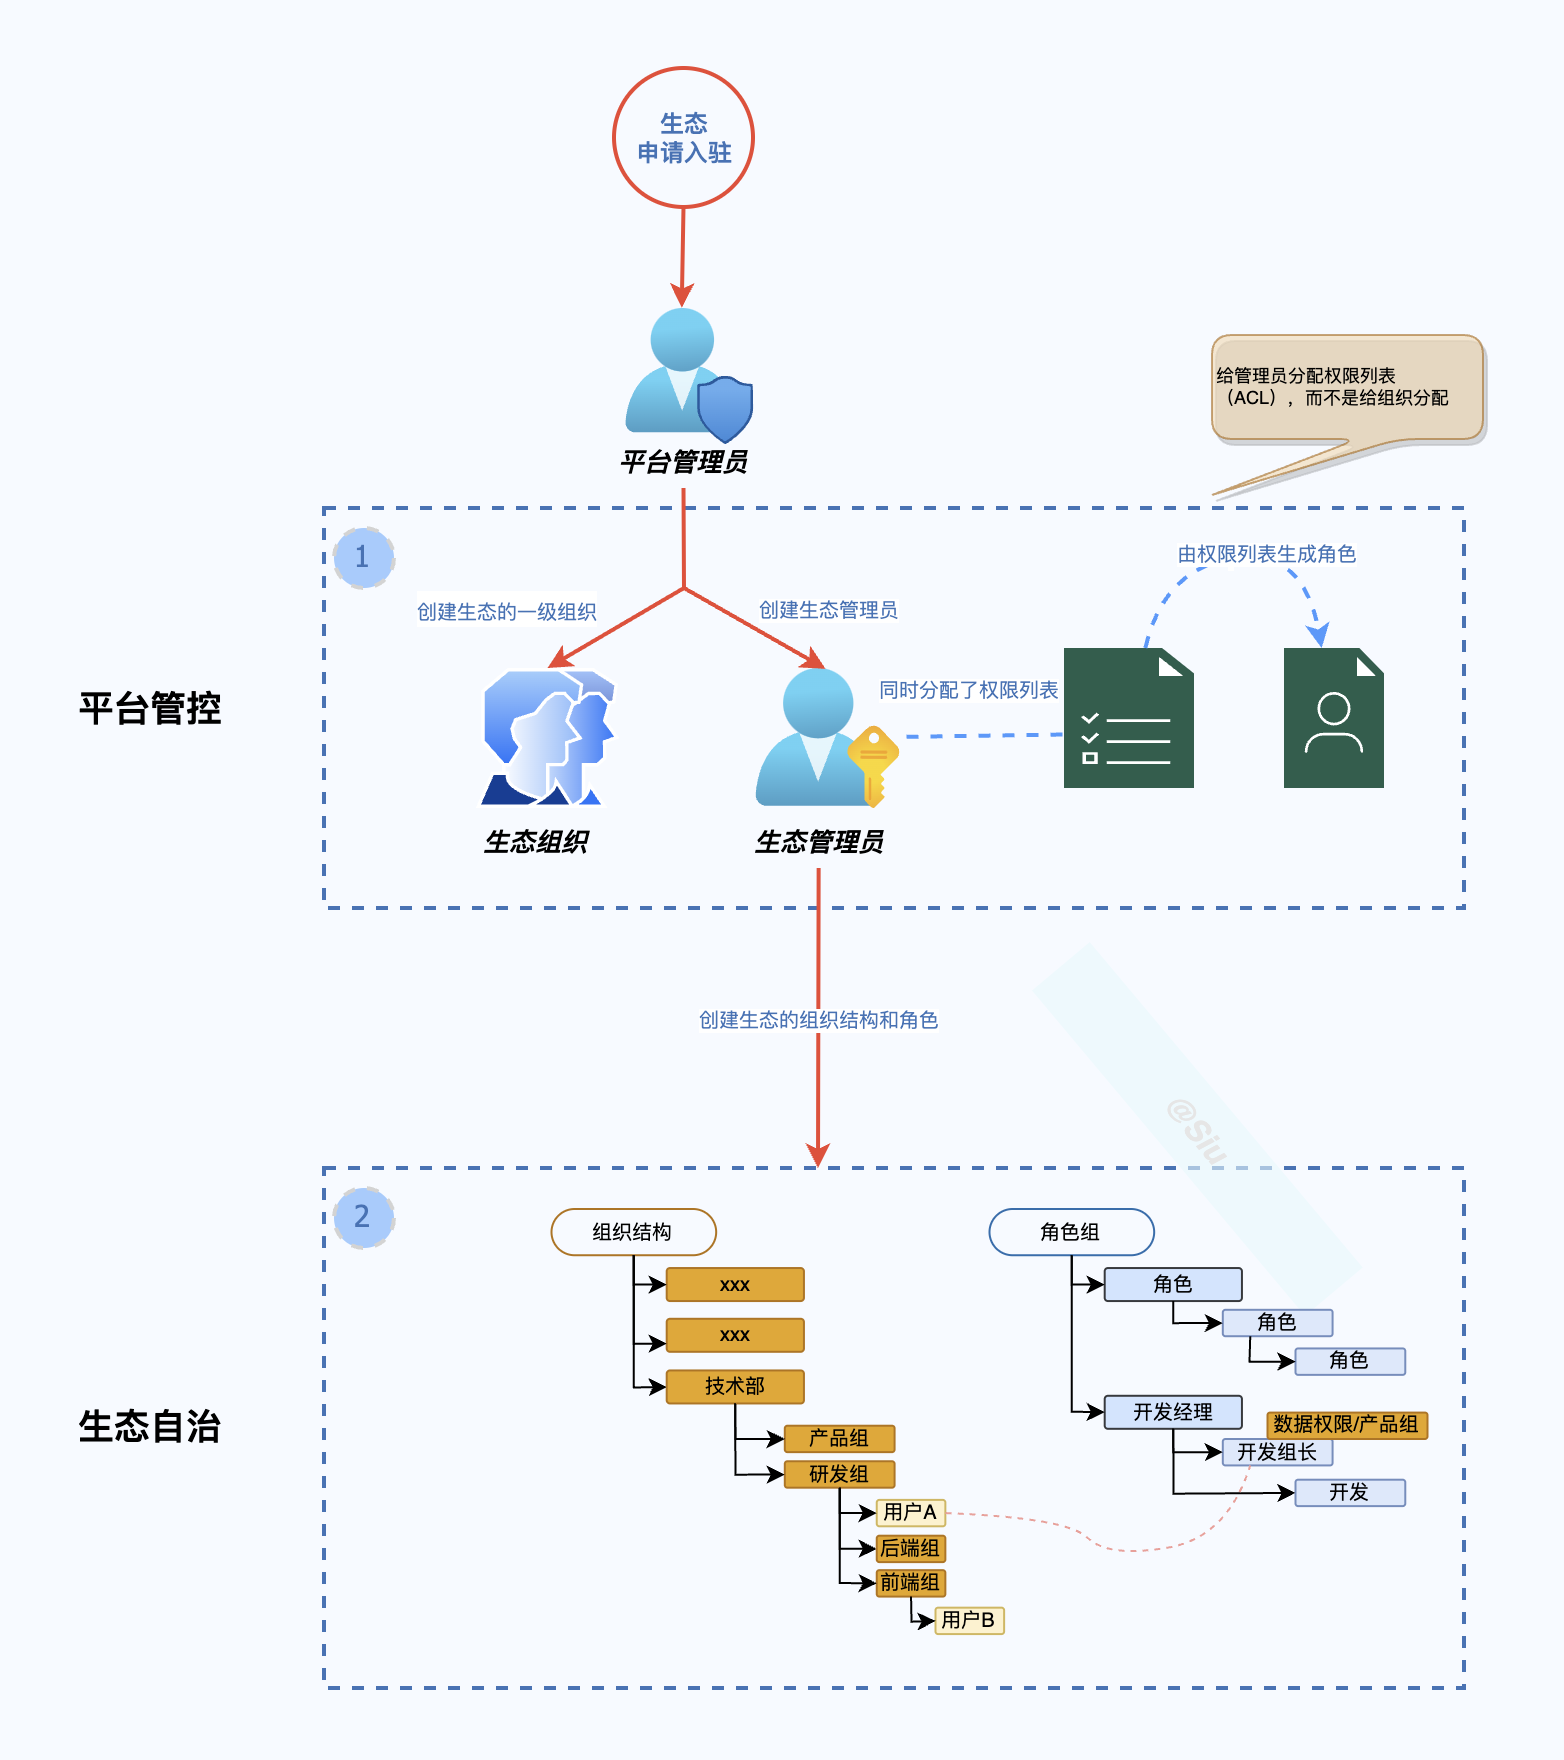 生态
申请入驻
平台管理员
给管理员分配权限列表
（ACL），而不是给组织分配
1
由权限列表生成角色
创建生态的一级组织
创建生态管理员
同时分配了权限列表
平台管控
生态组织
生态管理员
创建生态的组织结构和角色
@Siu
2
组织结构
角色组
xxx
角色
角色
xxx
角色
技术部
开发经理
数据权限/产品组
生态自治
产品组
开发组长
研发组
开发
用户A
后端组
前端组
用户B